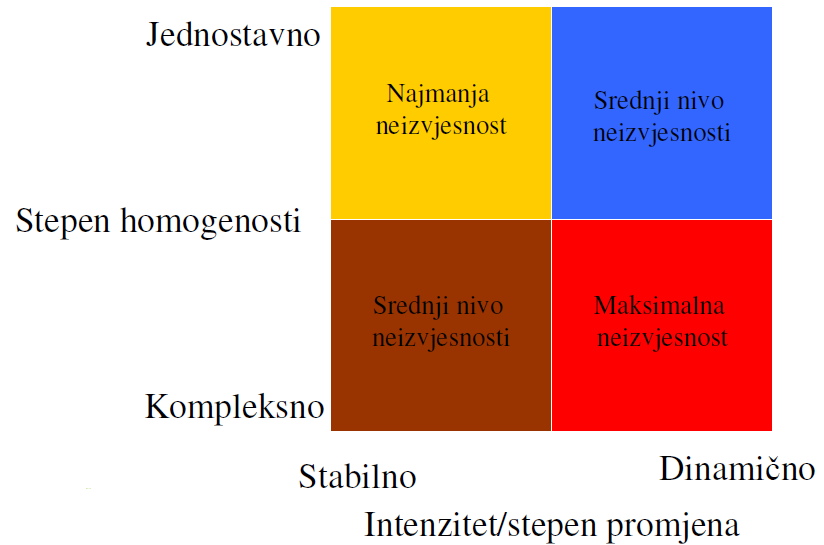 Jednostavno
Najmanja
neizvjesnost
Srednji nivo
neizvjesnosti
Stepen homogenosti
Srednji nivo
neizvjesnosti
Maksimalna
neizvjesnost
Kompleksno
Stabilno
Dinamično
Intenzitet/stepen promjena